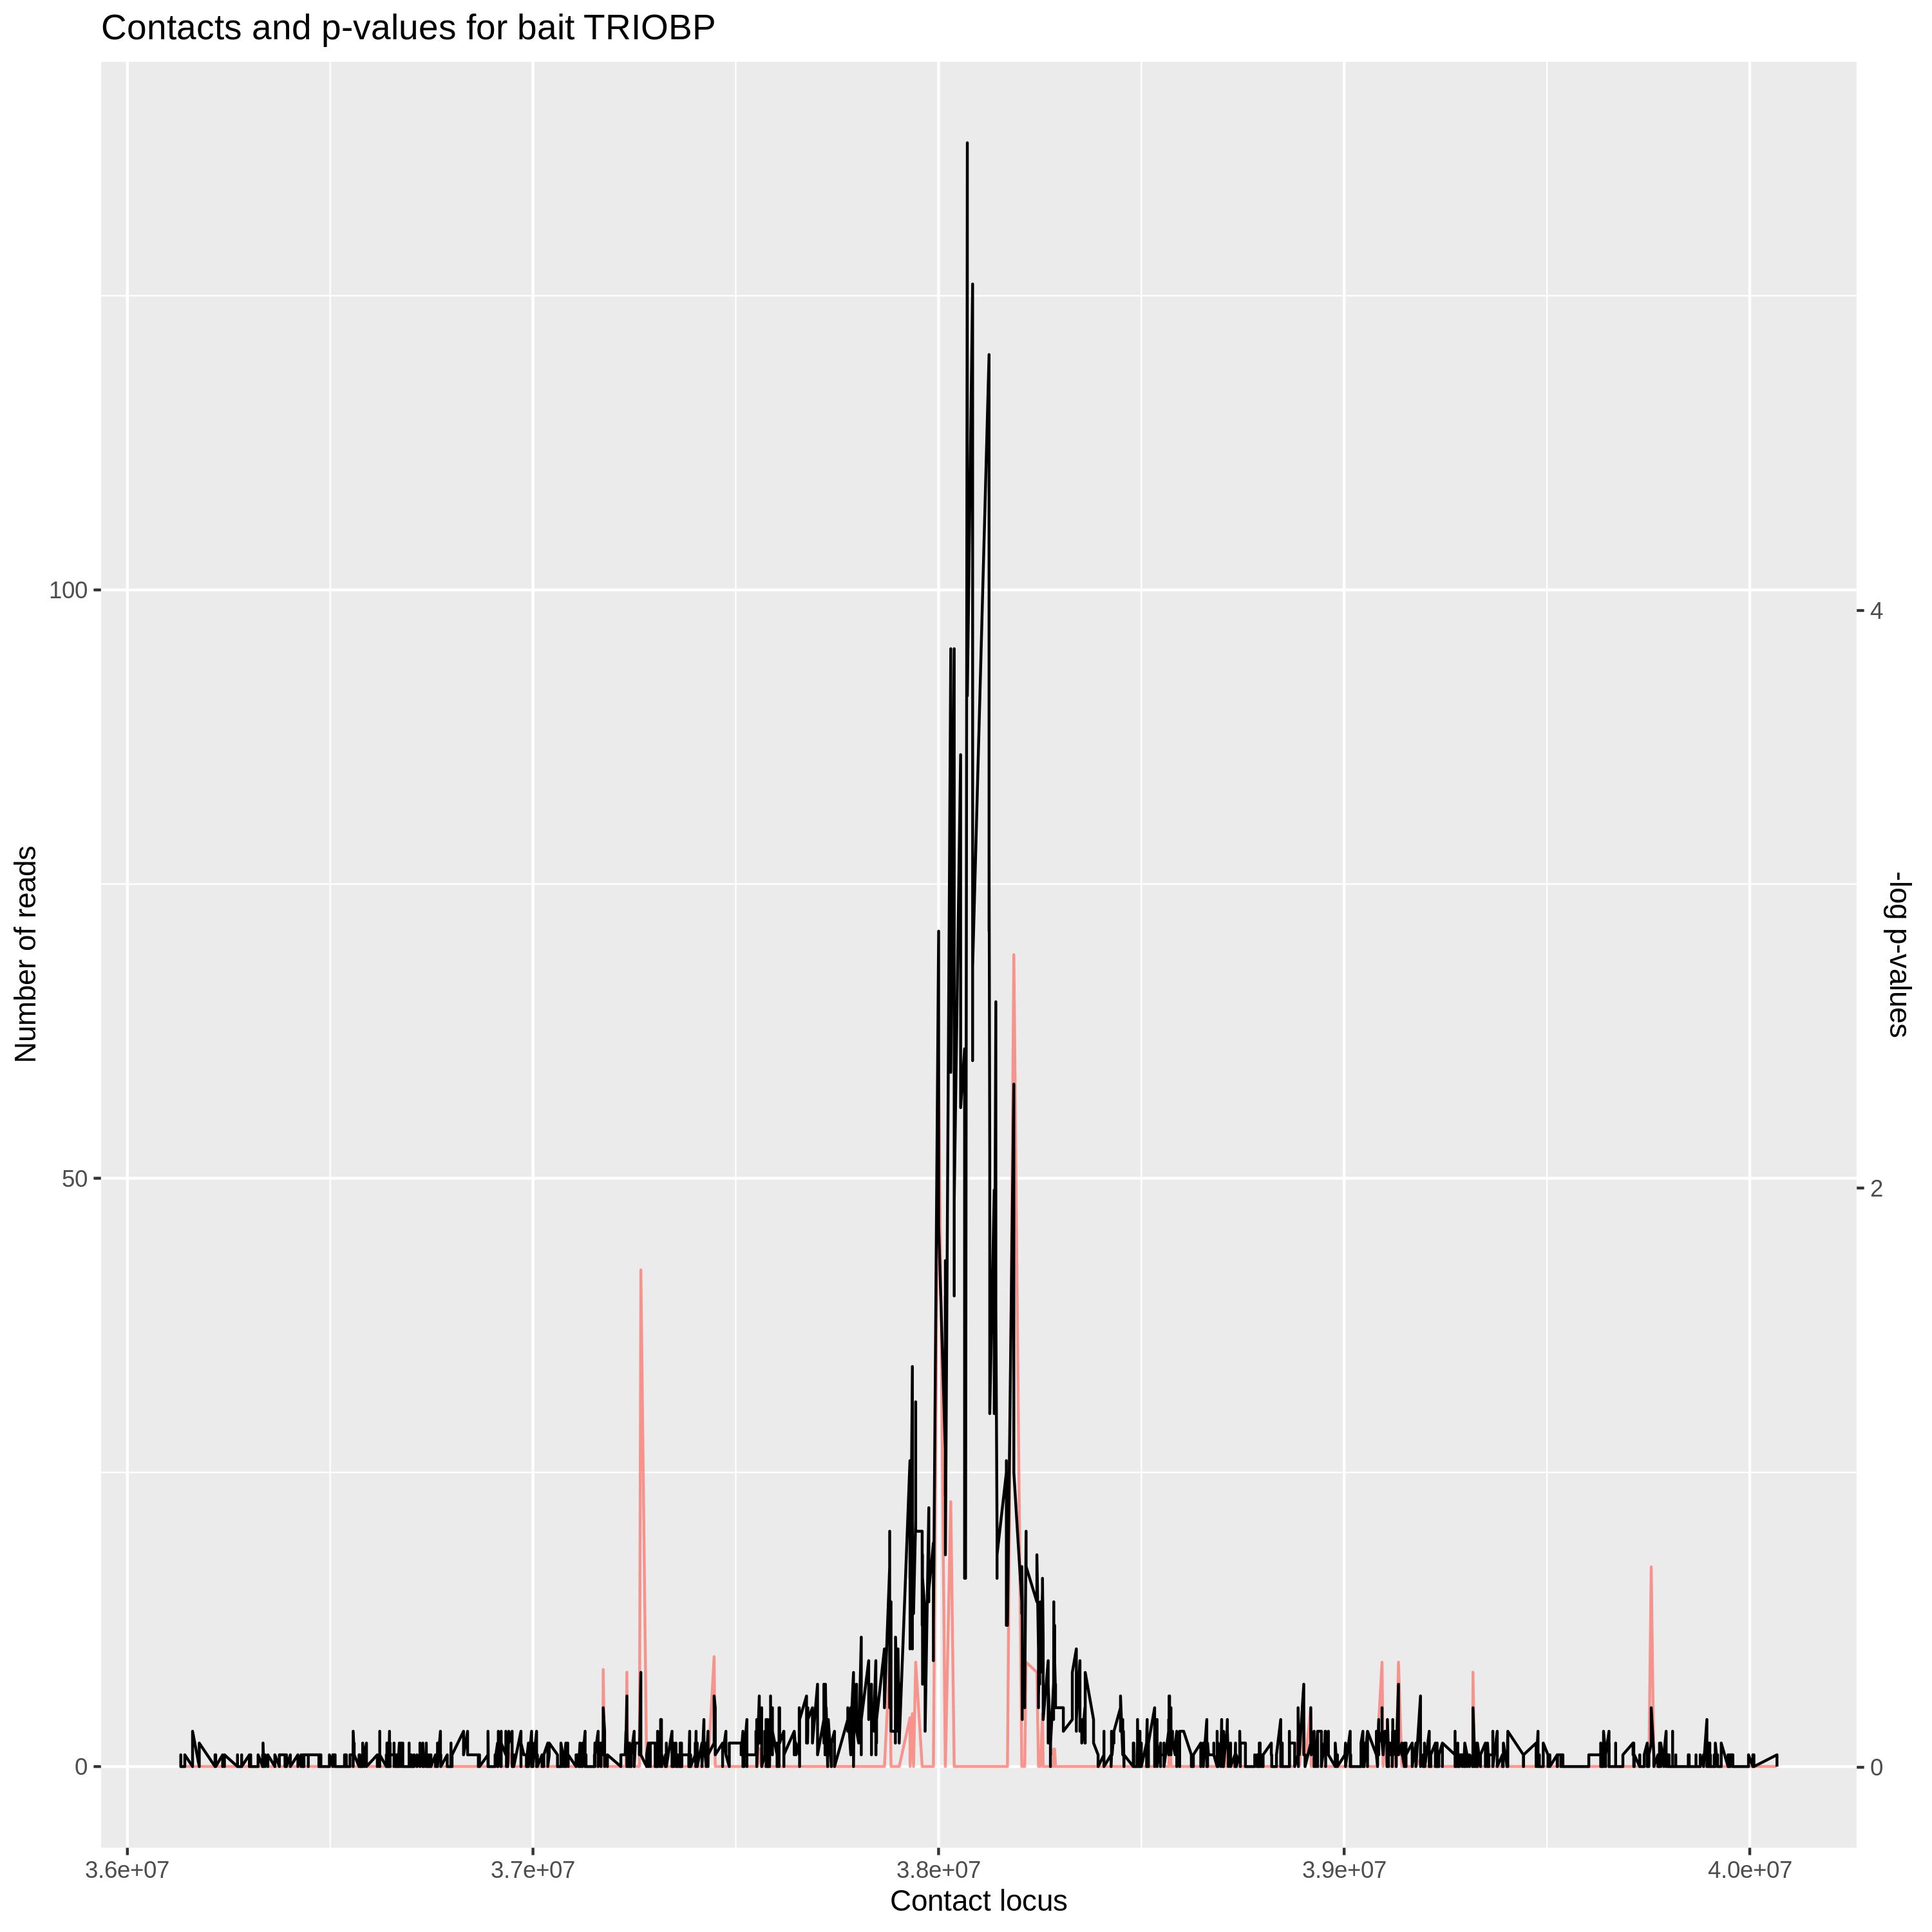 Contacts and p-values for bait TRIOBP
100
50
0
Number of reads
4
2
0
-log p-values
3.6e+07
3.7e+07
3.8e+07
3.9e+07
4.0e+07
Contact locus